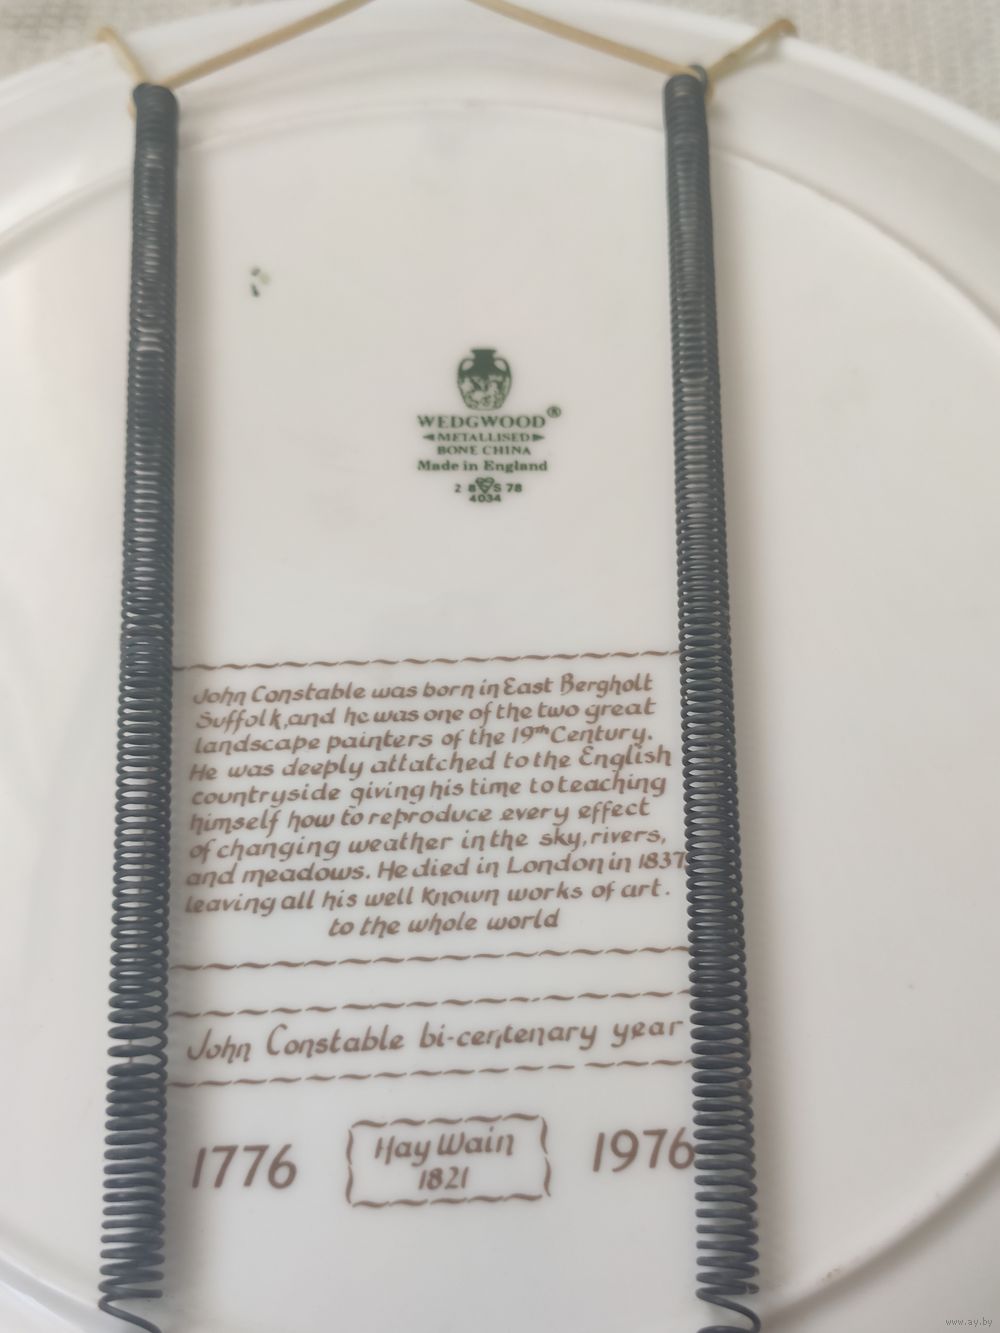 WEDGWOOD®
METALLISED
BONE CHINA
Made in England
2 8 S 78
4034
John Constable was born in East Bergholt
Suffolk, and he was one of the two great
landscape painters of the 19th Century.
He was deeply attatched to the English
countryside giving his time to teaching
himself how to reproduce every effect
of changing weather in the sky, rivers,
and meadows. He died in London in 1837
leaving all his well known works of art.
to the whole world
John Constable bi-centenary year
1776 Hay Wain 1976
1821
www.ay.by